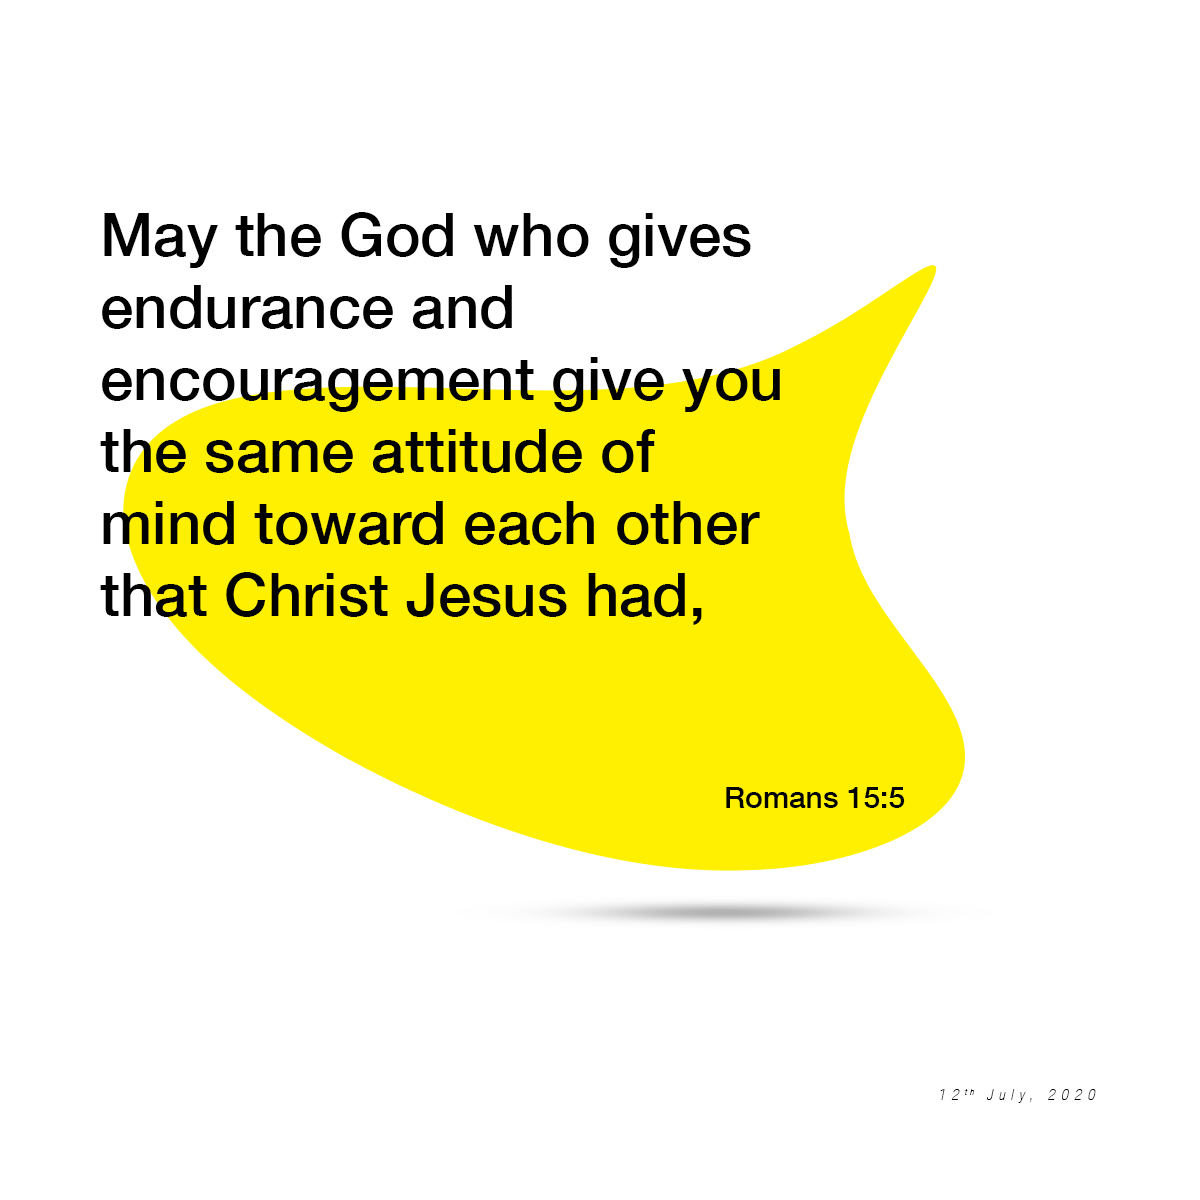 May the God who gives
endurance and
encouragement give you
the same attitude of
mind toward each other
that Christ Jesus had,
Romans 15:5
12th July, 2020